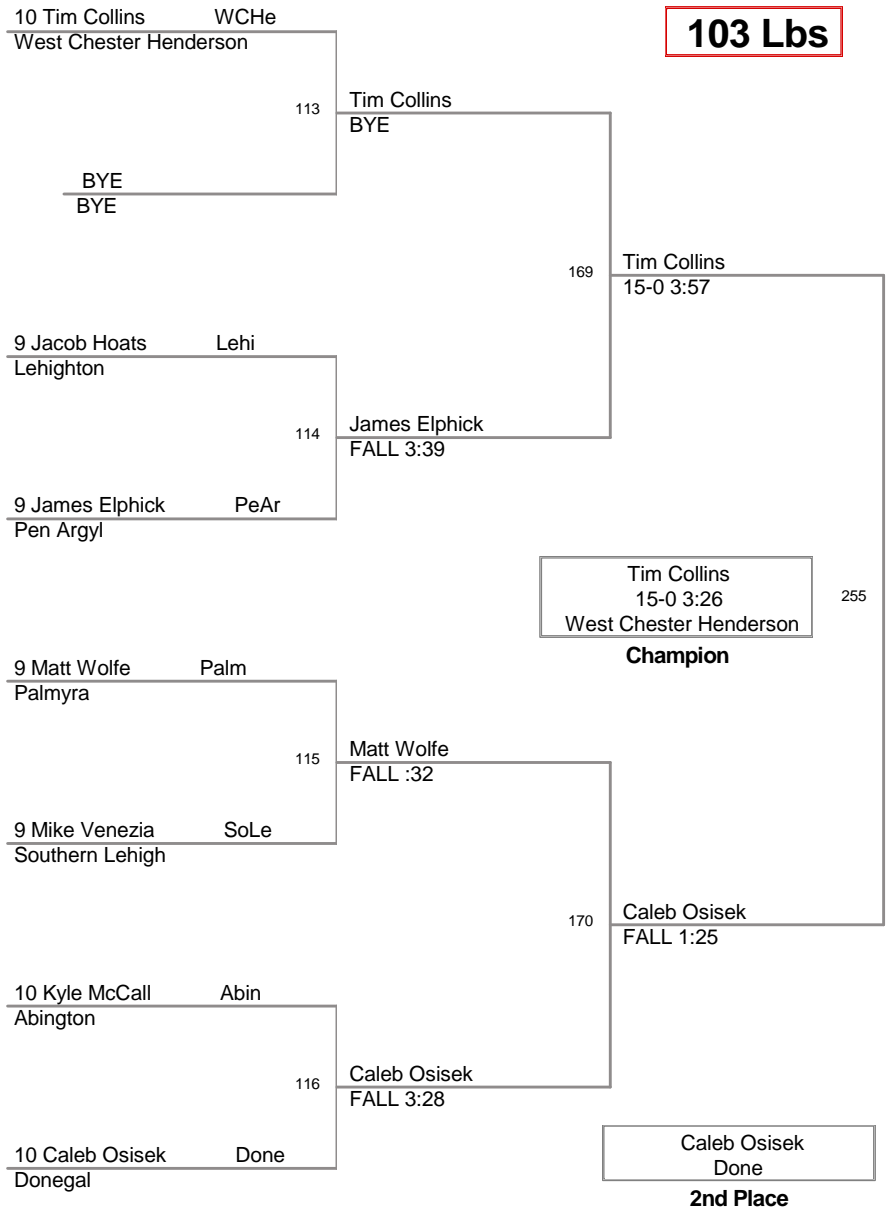 10 Tim Collins WCHe
West Chester Henderson
103 Lbs
113
Tim Collins
BYE
BYE
BYE
169
Tim Collins
15-0 3:57
9 Jacob Hoats Lehi
Lehighton
114
James Elphick
FALL 3:39
9 James Elphick PeAr
Pen Argyl
Tim Collins
15-0 3:26
West Chester Henderson
Champion
255
9 Matt Wolfe Palm
Palmyra
115
Matt Wolfe
FALL :32
9 Mike Venezia SoLe
Southern Lehigh
170
Caleb Osisek
FALL 1:25
10 Kyle McCall Abin
Abington
116
Caleb Osisek
FALL 3:28
10 Caleb Osisek Done
Donegal
Caleb Osisek
Done
2nd Place